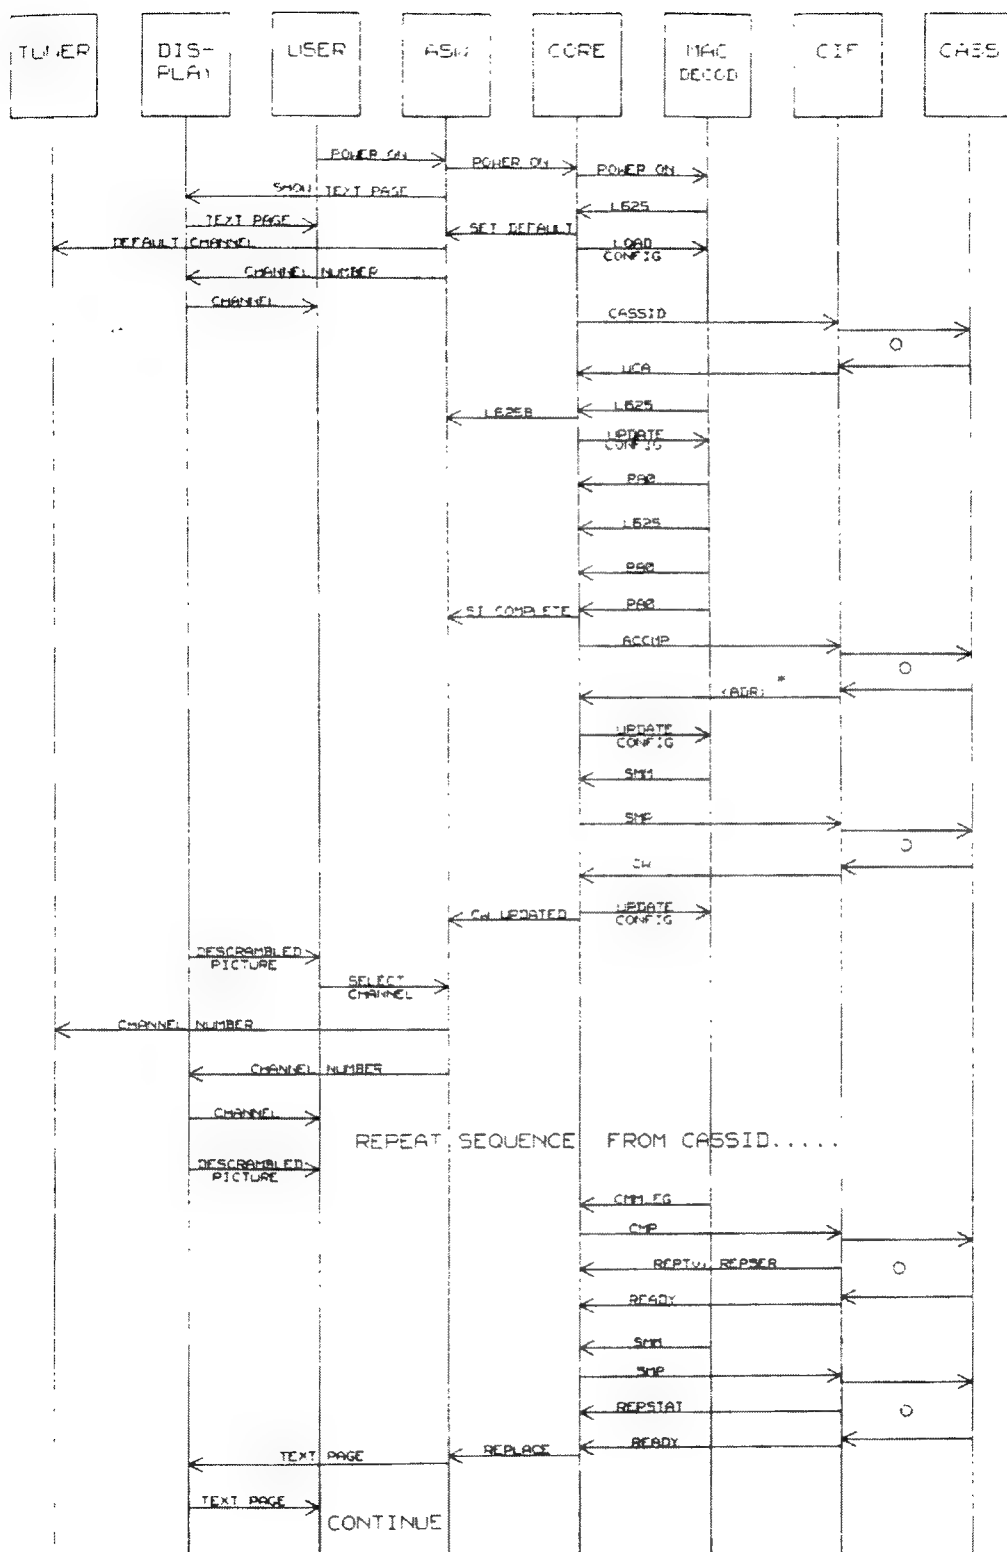 TUNER
DIS-
PLAY
USER
ASW
CORE
MAC
DECOD
CIF
CASS
POWER ON
POWER ON
POWER ON
SHOW TEXT PAGE
L625
TEXT PAGE
SET DEFAULT
DEFAULT CHANNEL
LOAD
CONFIG
CHANNEL NUMBER
CHANNEL
CASSID
O
UCA
L625B
L625
UPDATE
CONFIG
PA0
L625
PA0
SI COMPLETE
PA0
ACCMP
O
(ADR) *
UPDATE
CONFIG
SMM
SMP
O
CW
CW UPDATED
UPDATE
CONFIG
DESCRAMBLED
PICTURE
SELECT
CHANNEL
CHANNEL NUMBER
CHANNEL NUMBER
CHANNEL
REPEAT SEQUENCE FROM CASSID.....
DESCRAMBLED
PICTURE
CMM FG
CMP
REPSER
O
READY
SMM
SMP
REPSTAT
O
READY
REPLACE
TEXT PAGE
TEXT PAGE
CONTINUE